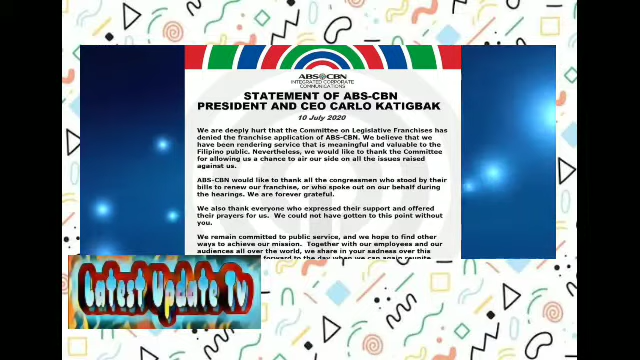 ABS-CBN
INTEGRATED CORPORATE
COMMUNICATIONS
STATEMENT OF ABS-CBN
PRESIDENT AND CEO CARLO KATIGBAK
10 July 2020
We are deeply hurt that the Committee on Legislative Franchises has
denied the franchise application of ABS-CBN. We believe that we
have been rendering service that is meaningful and valuable to the
Filipino public. Nevertheless, we would like to thank the Committee
for allowing us a chance to air our side on all the issues raised
against us.
ABS-CBN would like to thank all the congressmen who stood by their
bills to renew our franchise, or who spoke out on our behalf during
the hearings. We are forever grateful.
We also thank everyone who expressed their support and offered
their prayers for us. We could not have gotten to this point without
you.
We remain committed to public service, and we hope to find other
ways to achieve our mission. Together with our employees and our
audiences all over the world, we share in your sadness over this
forward to the day when we can again reunite
Latest Update Tv